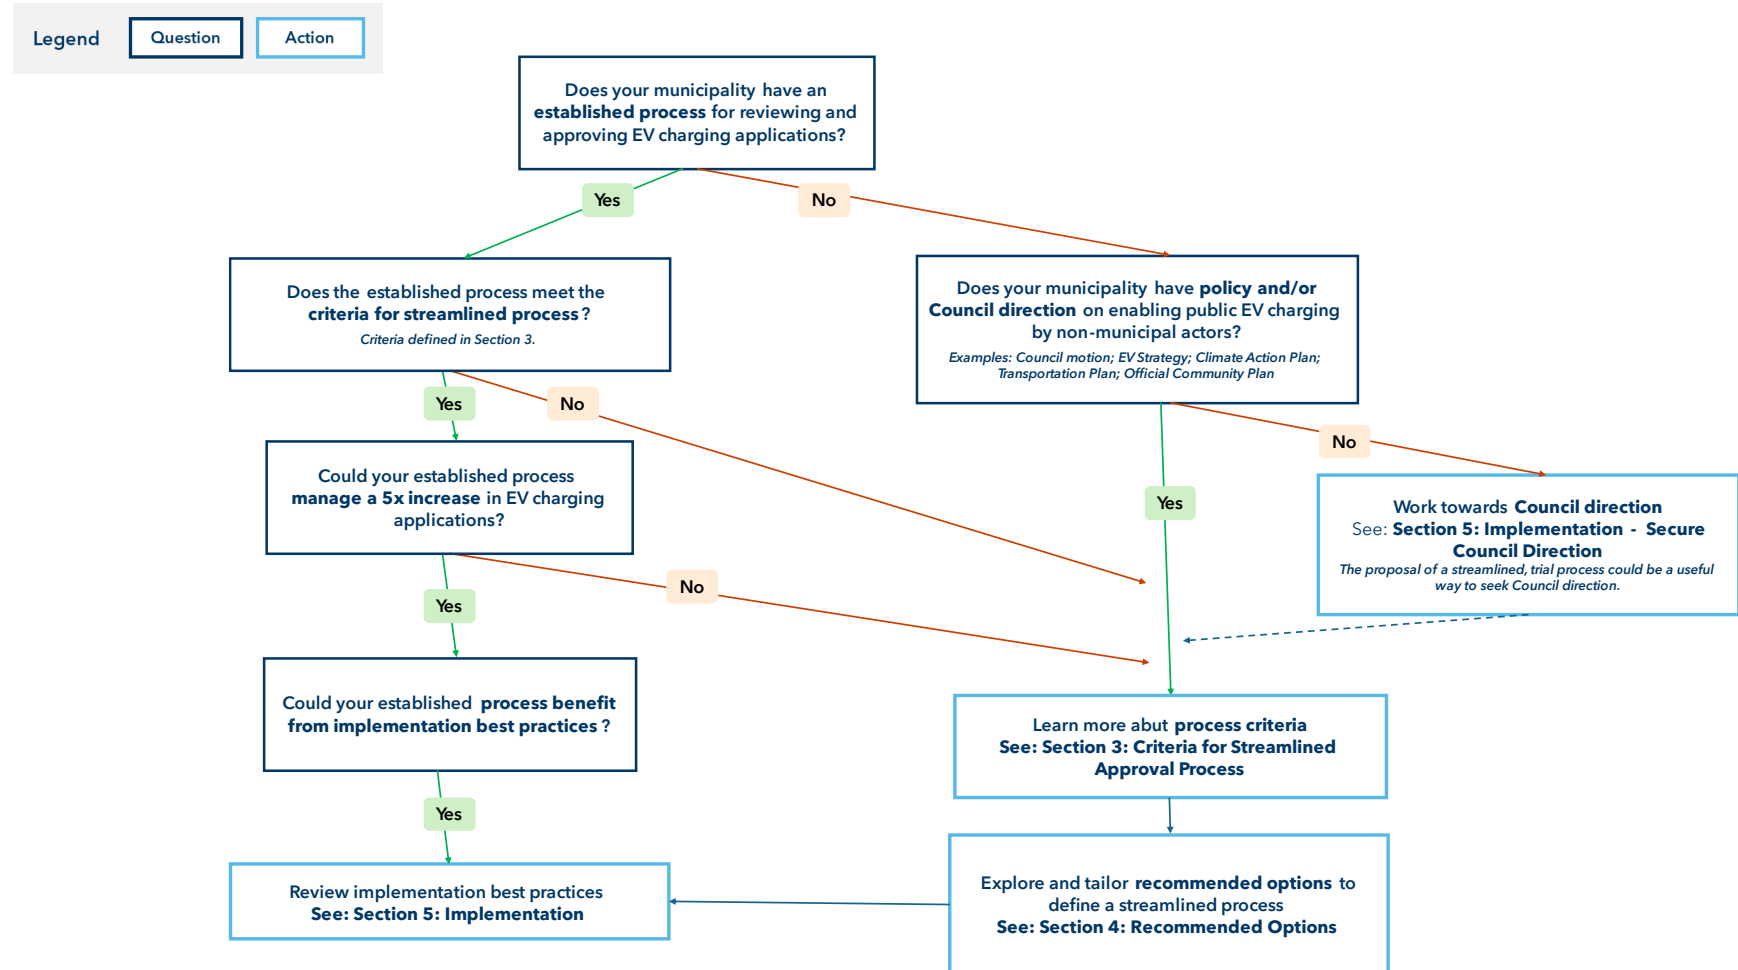 Legend
Question
Action
Does your municipality have an
established process for reviewing and
approving EV charging applications?
Yes
No
Does the established process meet the
criteria for streamlined process?
Criteria defined in Section 3.
Does your municipality have policy and/or
Council direction on enabling public EV charging
by non-municipal actors?
Examples: Council motion; EV Strategy; Climate Action Plan;
Transportation Plan; Official Community Plan
Yes
No
No
Could your established process
manage a 5x increase in EV charging
applications?
Yes
Work towards Council direction
See: Section 5: Implementation - Secure
Council Direction
The proposal of a streamlined, trial process could be a useful
way to seek Council direction.
Yes
No
Could your established process benefit
from implementation best practices?
Learn more abut process criteria
See: Section 3: Criteria for Streamlined
Approval Process
Yes
Review implementation best practices
See: Section 5: Implementation
Explore and tailor recommended options to
define a streamlined process
See: Section 4: Recommended Options